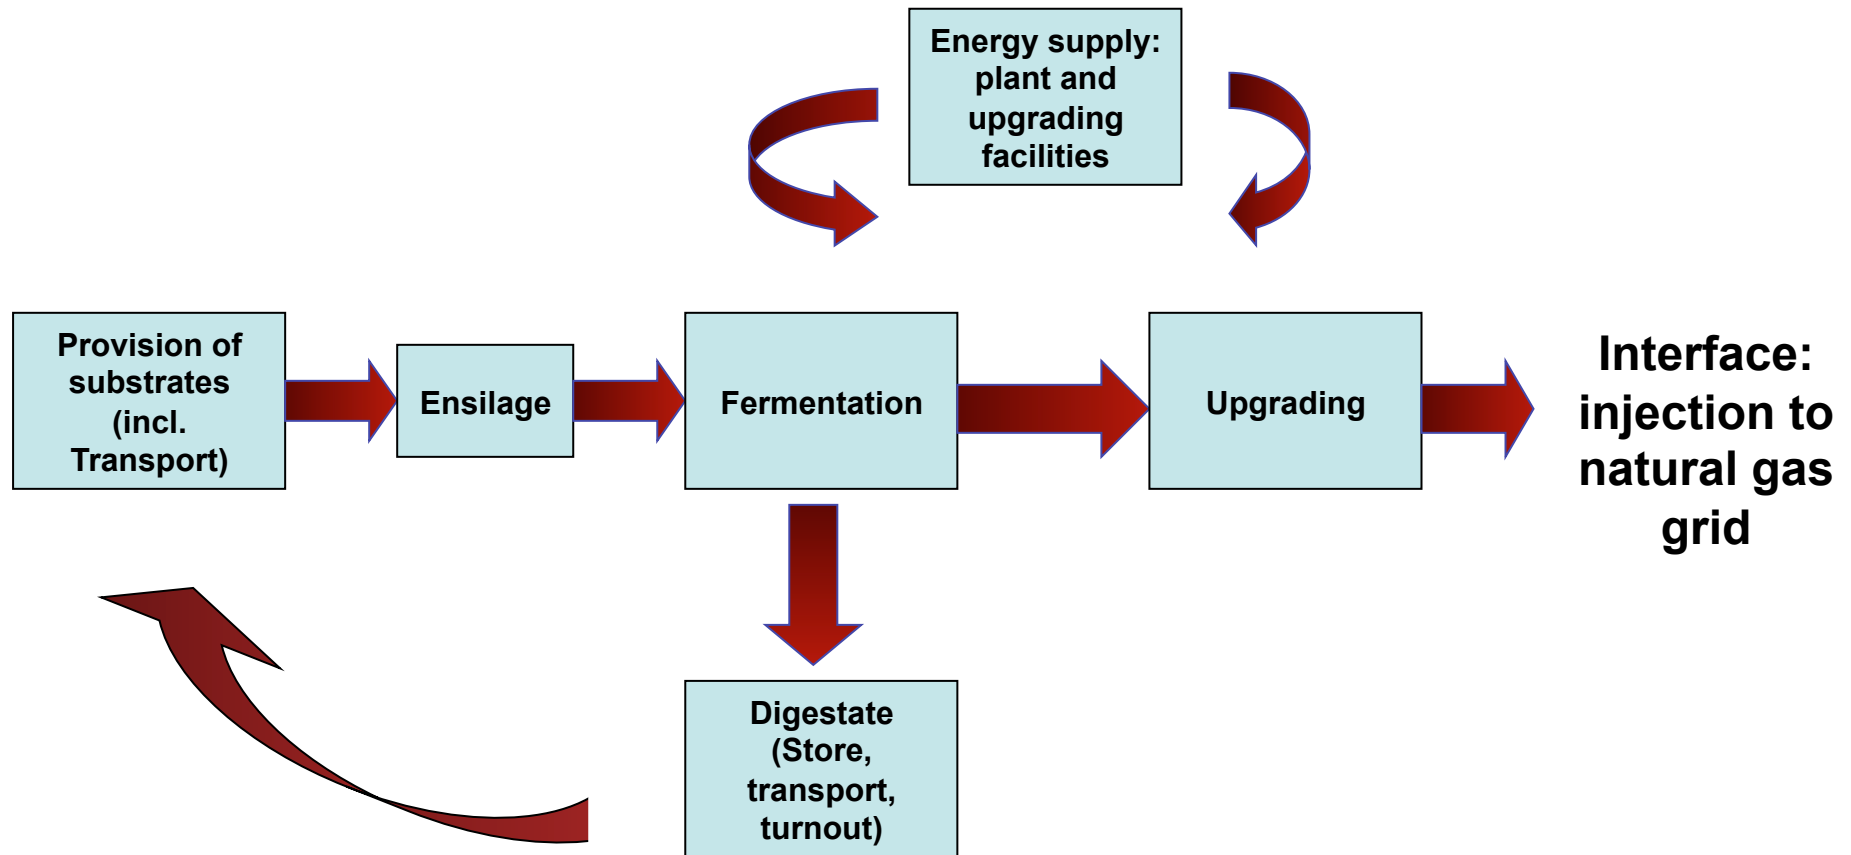 Energy supply:
plant and
upgrading
facilities
Provision of
substrates
(incl.
Transport)
Ensilage
Fermentation
Upgrading
Interface:
injection to
natural gas
grid
Digestate
(Store,
transport,
turnout)